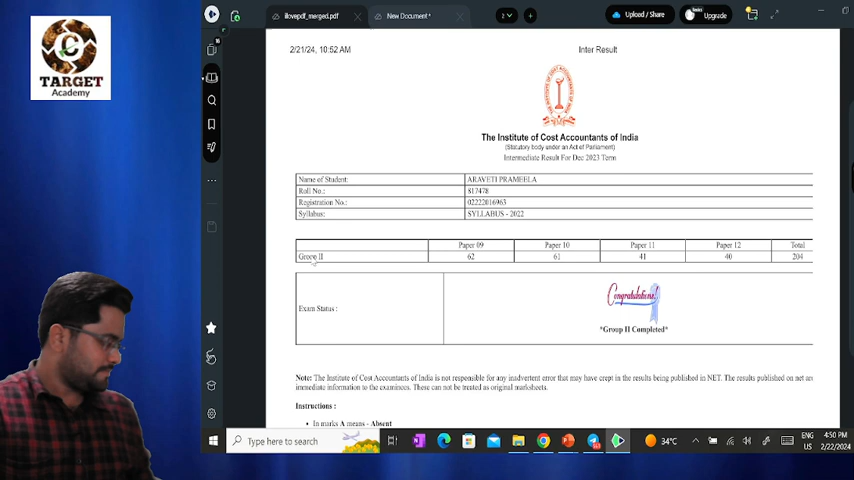 TARGET
Academy
ilovepdf_merged.pdf
New Document *
2
Upload / Share
Upgrade
2/21/24, 10:52 AM
Inter Result
The Institute of Cost Accountants of India
(Statutory body under an Act of Parliament)
Intermediate Result For Dec 2023 Term
Name of Student: ARAVETI PRAMEELA
Roll No.: 817478
Registration No.: 02222016963
Syllabus: SYLLABUS - 2022
Paper 09 Paper 10 Paper 11 Paper 12 Total
Group II 62 61 41 40 204
Exam Status :
Congratulations!
*Group II Completed*
Note: The Institute of Cost Accountants of India is not responsible for any inadvertent error that may have crept in the results being published in NET. The results published on net are
immediate information to the examinees. These can not be treated as original marksheets.
Instructions :
• In marks A means - Absent
Type here to search
34°C
ENG
US
4:50 PM
2/22/2024